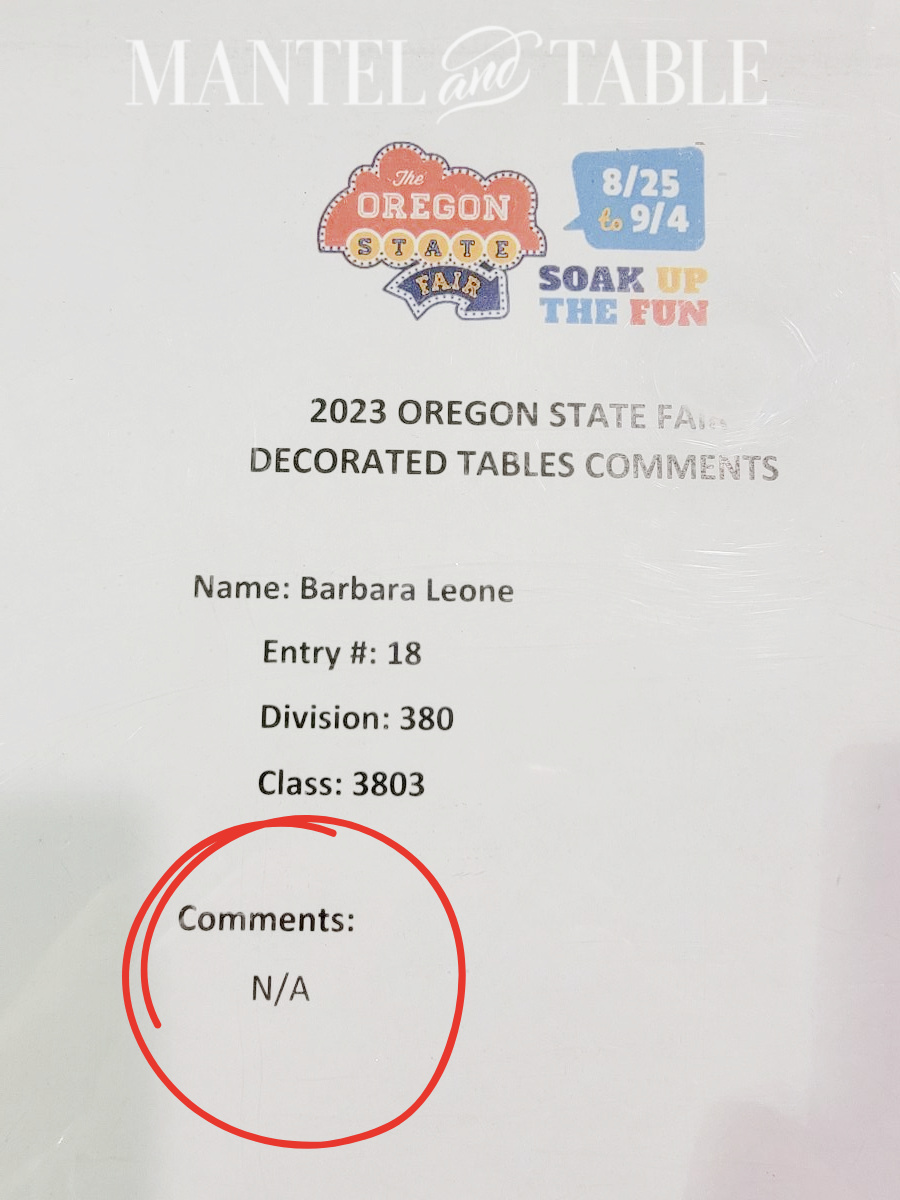 MANTEL and TABLE
The
OREGON
STATE
FAIR
8/25
to 9/4
SOAK UP
THE FUN
2023 OREGON STATE FAIR
DECORATED TABLES COMMENTS
Name: Barbara Leone
Entry #: 18
Division: 380
Class: 3803
Comments:
N/A